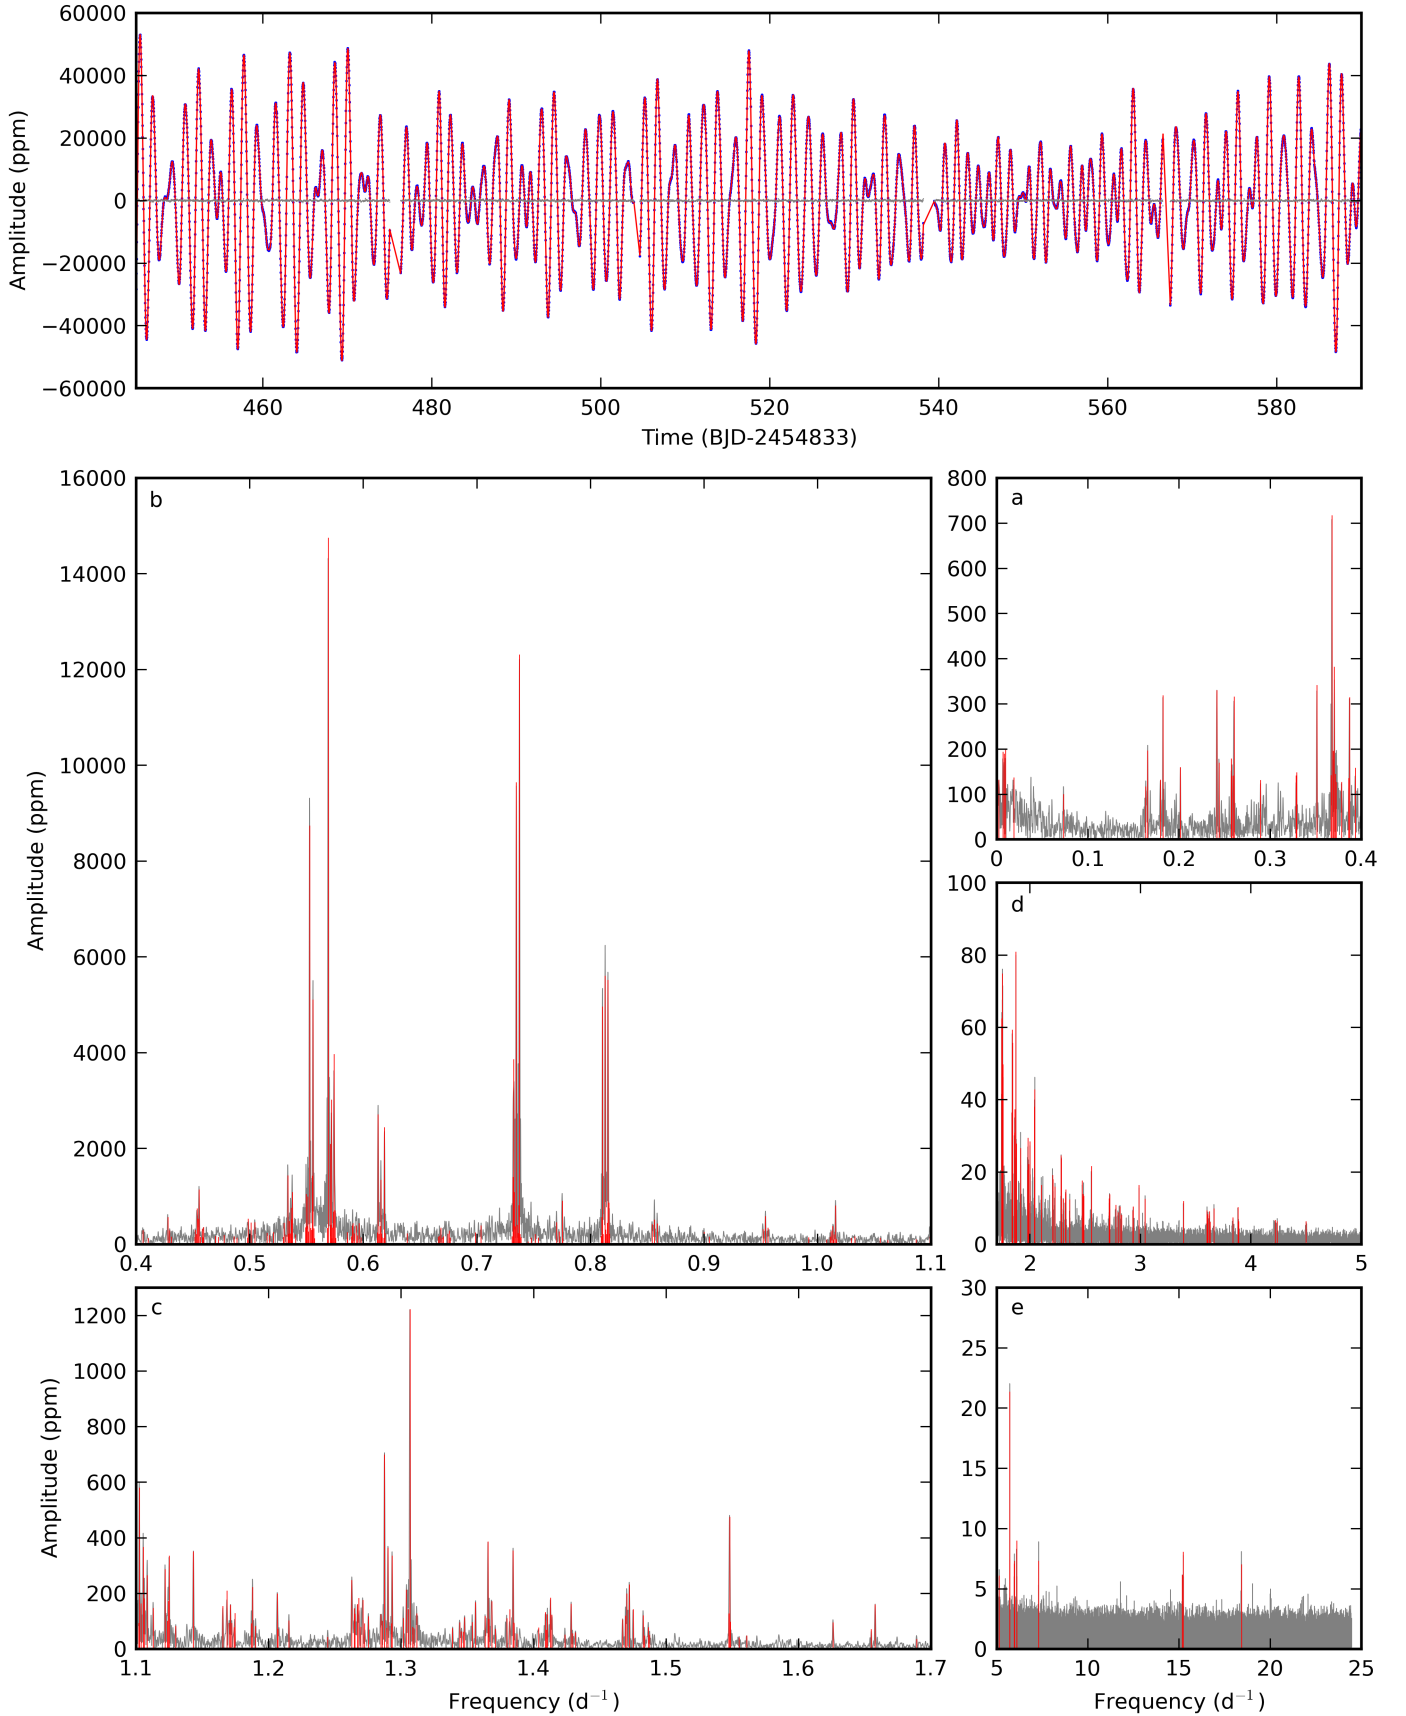 60000
40000
20000
0
−20000
−40000
−60000
Amplitude (ppm)
460 480 500 520 540 560 580
Time (BJD-2454833)
b
16000
14000
12000
10000
8000
6000
4000
2000
0
Amplitude (ppm)
0.4 0.5 0.6 0.7 0.8 0.9 1.0 1.1
a
800
700
600
500
400
300
200
100
0
0 0.1 0.2 0.3 0.4
d
100
80
60
40
20
0
2 3 4 5
c
1200
1000
800
600
400
200
0
Amplitude (ppm)
1.1 1.2 1.3 1.4 1.5 1.6 1.7
Frequency (d⁻¹)
e
30
25
20
15
10
5
0
5 10 15 20 25
Frequency (d⁻¹)